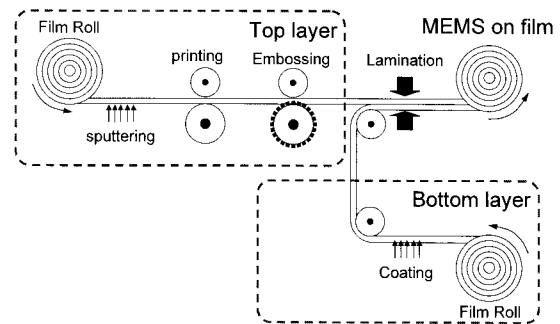 Film Roll
Top layer
MEMS on film
printing
Embossing
Lamination
sputtering
Bottom layer
Coating
Film Roll